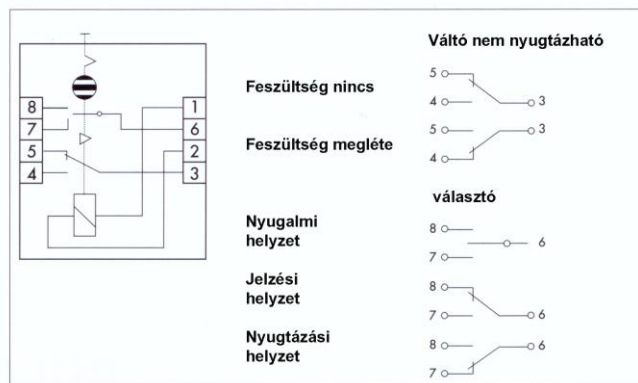 Váltó nem nyugtázható
8
7
5
4
1
6
2
3
Feszültség nincs
5
4
3
Feszültség megléte
5
4
3
választó
Nyugalmi
helyzet
8
7
6
Jelzési
helyzet
8
7
6
Nyugtázási
helyzet
8
7
6